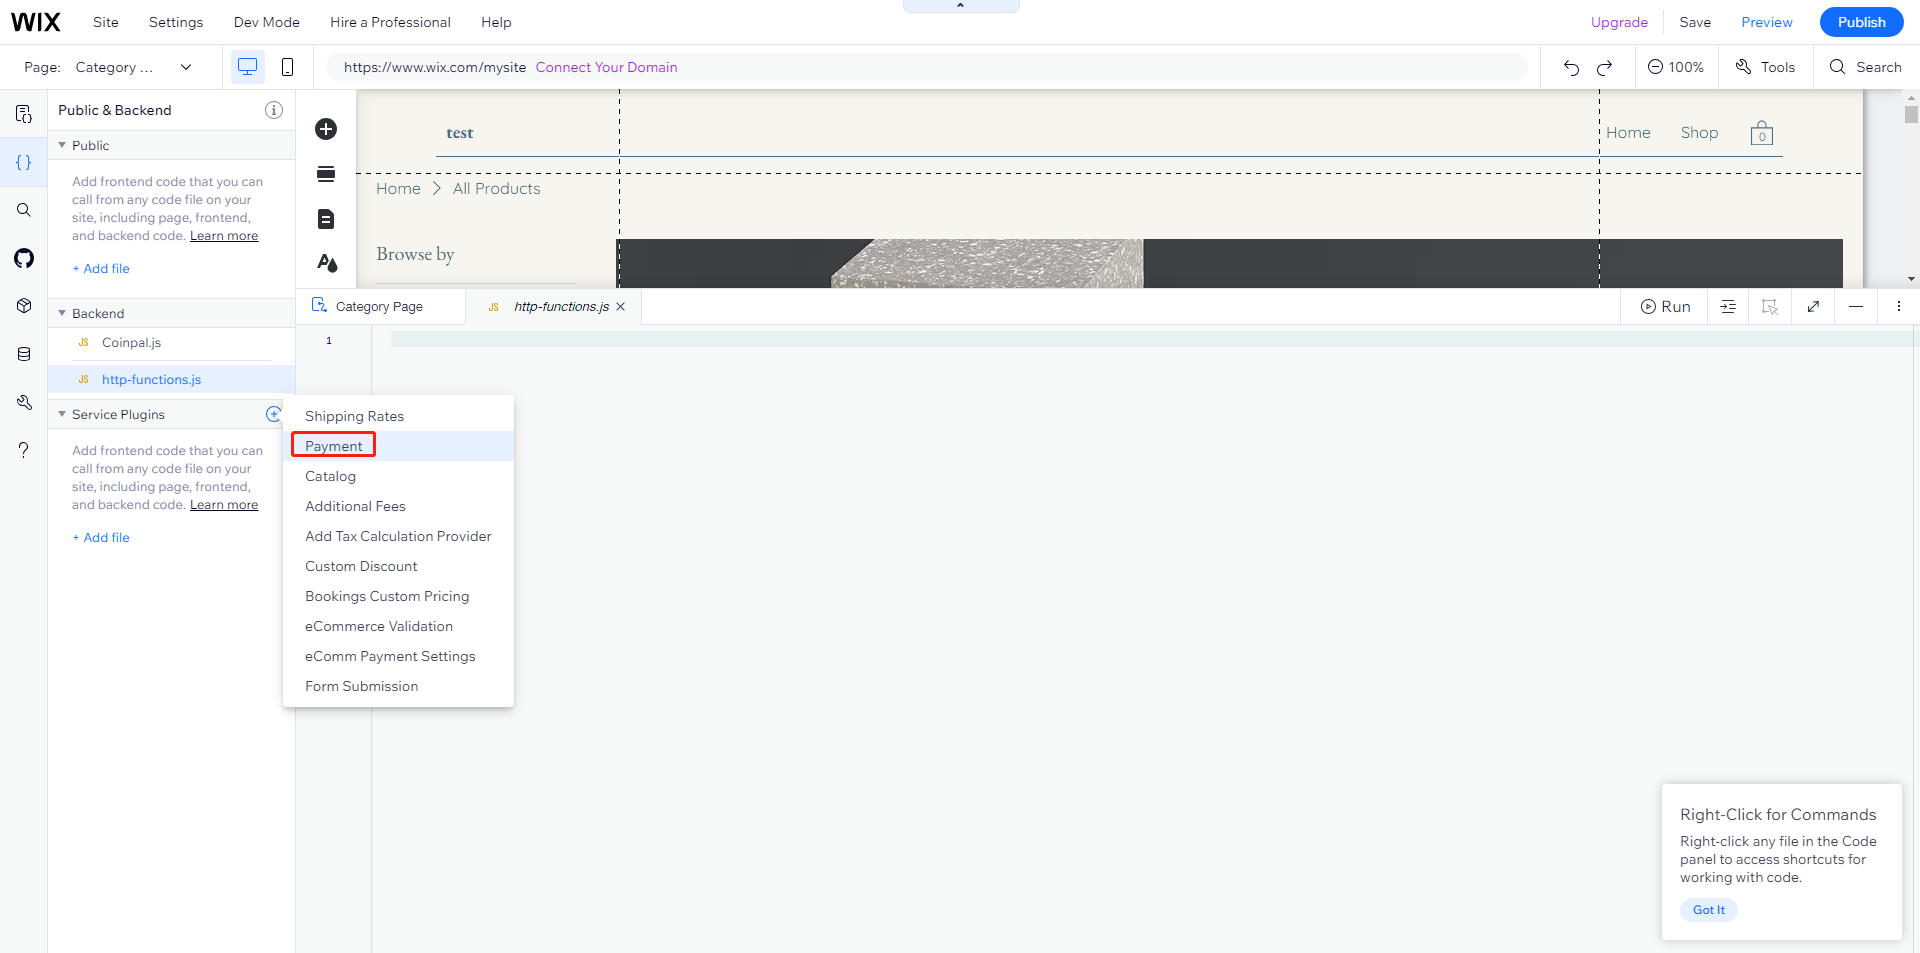 WIX Site Settings Dev Mode Hire a Professional Help Upgrade Save Preview Publish
Page: Category ... https://www.wix.com/mysite Connect Your Domain 100% Tools Search
Public & Backend
Public
Add frontend code that you can
call from any code file on your
site, including page, frontend,
and backend code. Learn more
+ Add file
Backend
JS Coinpal.js
JS http-functions.js
Service Plugins
Add frontend code that you can
call from any code file on your
site, including page, frontend,
and backend code. Learn more
+ Add file
test Home Shop 0
Home > All Products
Browse by
Category Page JS http-functions.js Run
1
Shipping Rates
Payment
Catalog
Additional Fees
Add Tax Calculation Provider
Custom Discount
Bookings Custom Pricing
eCommerce Validation
eComm Payment Settings
Form Submission
Right-Click for Commands
Right-click any file in the Code
panel to access shortcuts for
working with code.
Got It